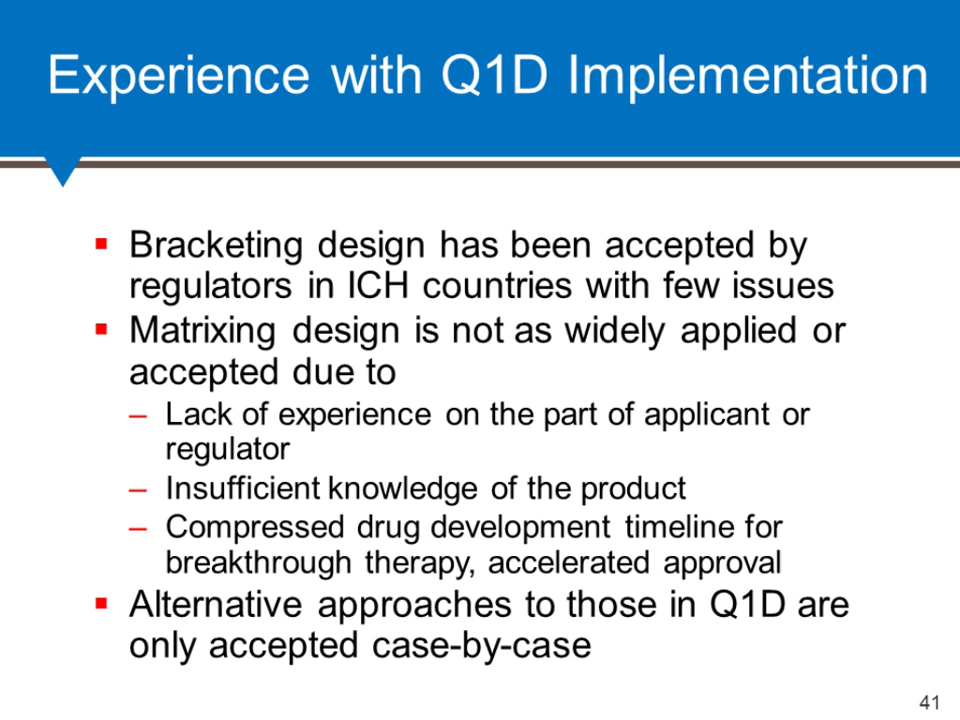 Experience with Q1D Implementation
▪ Bracketing design has been accepted by
regulators in ICH countries with few issues
▪ Matrixing design is not as widely applied or
accepted due to
– Lack of experience on the part of applicant or
regulator
– Insufficient knowledge of the product
– Compressed drug development timeline for
breakthrough therapy, accelerated approval
▪ Alternative approaches to those in Q1D are
only accepted case-by-case
41